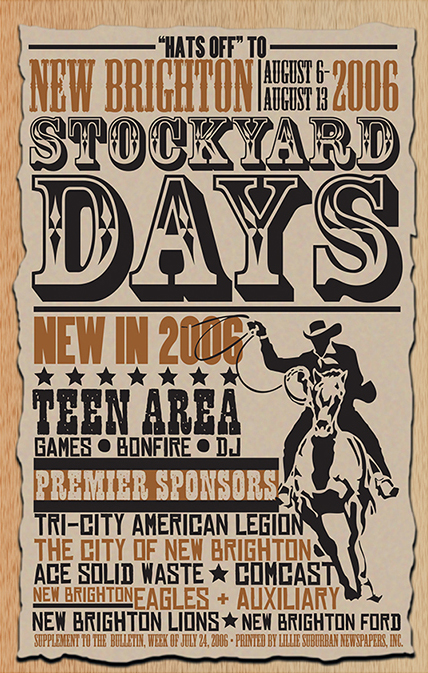 "HATS OFF" TO
NEW BRIGHTON AUGUST 6- AUGUST 13 2006
STOCKYARD
DAYS
NEW IN 2006
TEEN AREA
GAMES ● BONFIRE ● DJ
PREMIER SPONSORS
TRI-CITY AMERICAN LEGION
THE CITY OF NEW BRIGHTON
ACE SOLID WASTE ★ COMCAST
NEW BRIGHTON EAGLES + AUXILIARY
NEW BRIGHTON LIONS ★ NEW BRIGHTON FORD
SUPPLEMENT TO THE BULLETIN, WEEK OF JULY 24, 2006 • PRINTED BY LILLIE SUBURBAN NEWSPAPERS, INC.